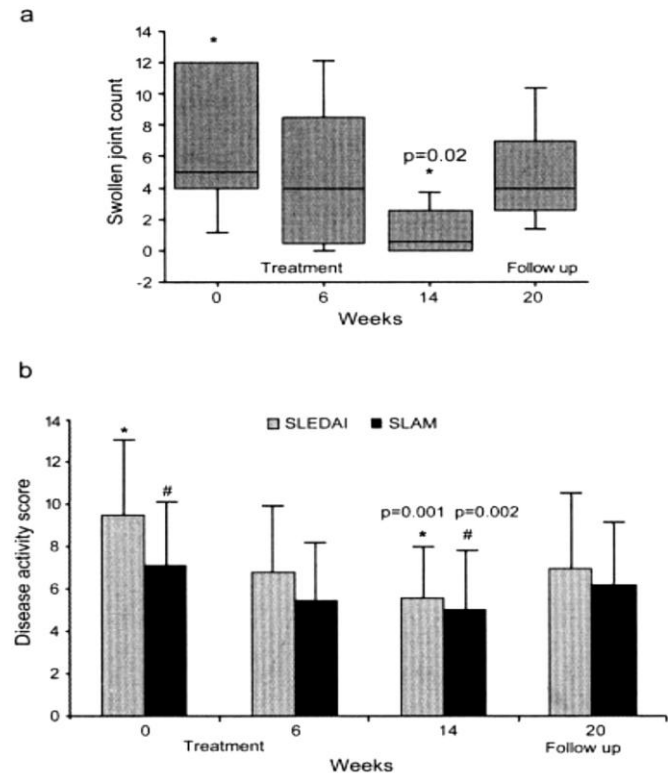 a
14
12
10
8
6
4
2
0
-2
Swollen joint count
*
p=0.02
*
Treatment
Follow up
0 6 14 20
Weeks
b
14
12
10
8
6
4
2
0
Disease activity score
SLEDAI SLAM
*
#
p=0.001 p=0.002
* #
0 6 14 20
Treatment Follow up
Weeks